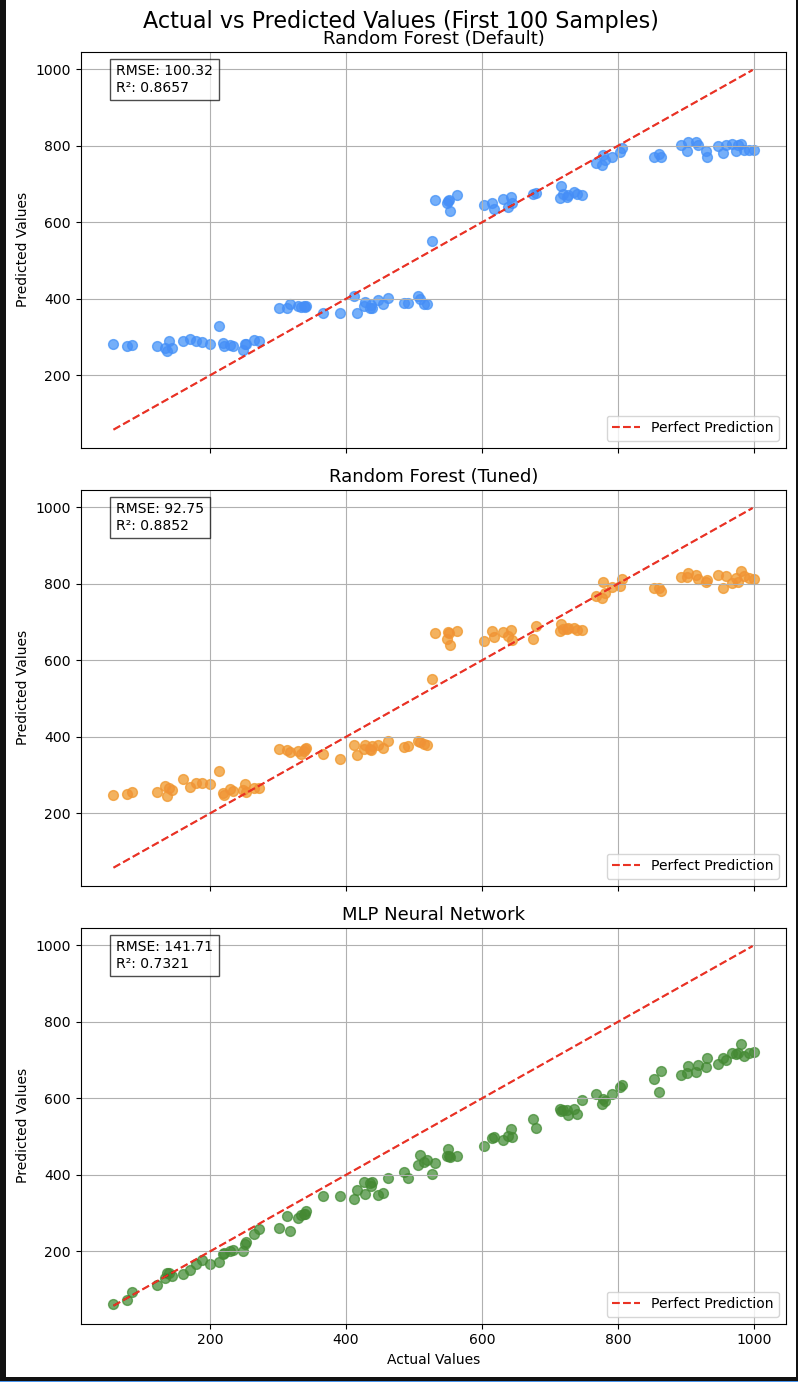 Actual vs Predicted Values (First 100 Samples)
Random Forest (Default)
1000
800
600
400
200
Predicted Values
RMSE: 100.32
R²: 0.8657
Perfect Prediction
Random Forest (Tuned)
1000
800
600
400
200
Predicted Values
RMSE: 92.75
R²: 0.8852
Perfect Prediction
MLP Neural Network
1000
800
600
400
200
Predicted Values
RMSE: 141.71
R²: 0.7321
Perfect Prediction
200 400 600 800 1000
Actual Values